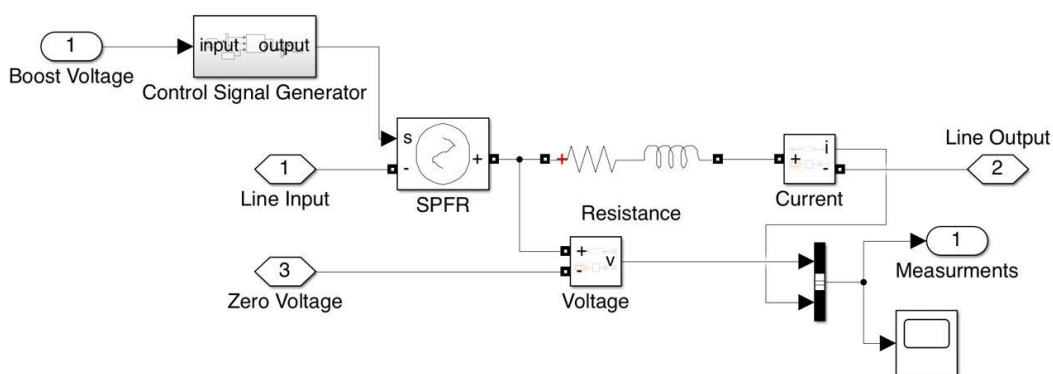 1
Boost Voltage
input output
Control Signal Generator
s
-
+
SPFR
1
Line Input
+
Resistance
+
i
-
Current
Line Output
2
3
Zero Voltage
+
-
v
Voltage
1
Measurments